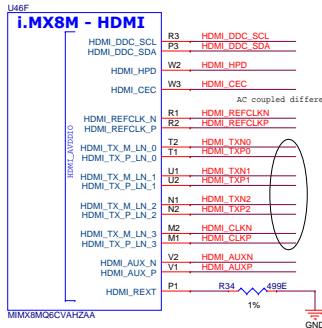 U46F
i.MX8M - HDMI
HDMI_AVDDIO
HDMI_DDC_SCL R3 HDMI_DDC_SCL
HDMI_DDC_SDA P3 HDMI_DDC_SDA
HDMI_HPD W2 HDMI_HPD
HDMI_CEC W3 HDMI_CEC
AC coupled differe
HDMI_REFCLK_N R1 HDMI_REFCLKN
HDMI_REFCLK_P R2 HDMI_REFCLKP
HDMI_TX_M_LN_0 T2 HDMI_TXN0
HDMI_TX_P_LN_0 T1 HDMI_TXP0
HDMI_TX_M_LN_1 U1 HDMI_TXN1
HDMI_TX_P_LN_1 U2 HDMI_TXP1
HDMI_TX_M_LN_2 N1 HDMI_TXN2
HDMI_TX_P_LN_2 N2 HDMI_TXP2
HDMI_TX_M_LN_3 M2 HDMI_CLKN
HDMI_TX_P_LN_3 M1 HDMI_CLKP
HDMI_AUX_N V2 HDMI_AUXN
HDMI_AUX_P V1 HDMI_AUXP
HDMI_REXT P1 R34 499E
1%
MIMX8MQ6CVAHZAA
GND